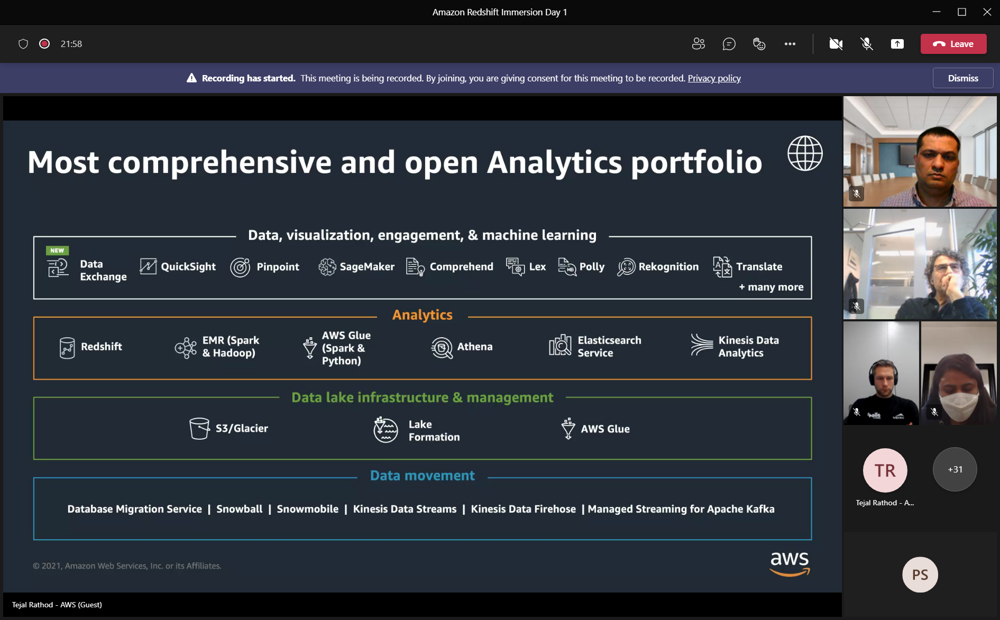 Amazon Redshift Immersion Day 1
21:58
Leave
Recording has started. This meeting is being recorded. By joining, you are giving consent for this meeting to be recorded. Privacy policy
Dismiss
Most comprehensive and open Analytics portfolio
Data, visualization, engagement, & machine learning
NEW
Data
Exchange
QuickSight
Pinpoint
SageMaker
Comprehend
Lex
Polly
Rekognition
Translate
+ many more
Analytics
Redshift
EMR (Spark
& Hadoop)
AWS Glue
(Spark &
Python)
Athena
Elasticsearch
Service
Kinesis Data
Analytics
Data lake infrastructure & management
S3/Glacier
Lake
Formation
AWS Glue
Data movement
Database Migration Service | Snowball | Snowmobile | Kinesis Data Streams | Kinesis Data Firehose | Managed Streaming for Apache Kafka
© 2021, Amazon Web Services, Inc. or its Affiliates.
aws
Tejal Rathod - AWS (Guest)
TR
Tejal Rathod - A...
+31
PS